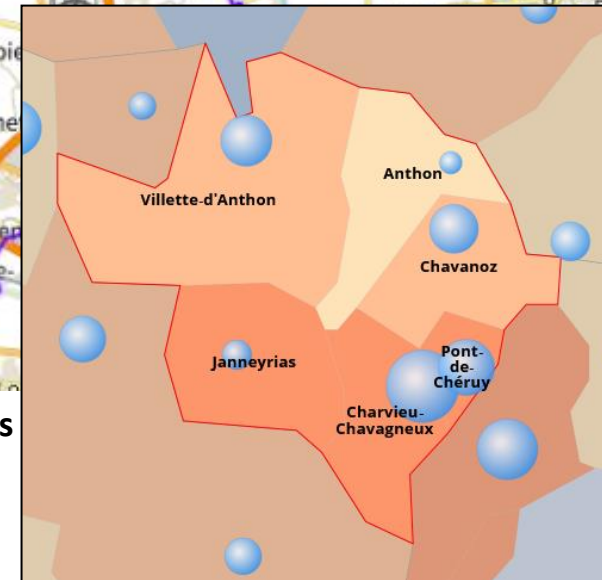 Anthon
Villette-d'Anthon
Chavanoz
Janneyrias
Pont-
de-
Chéruy
Charvieu-
Chavagneux
s